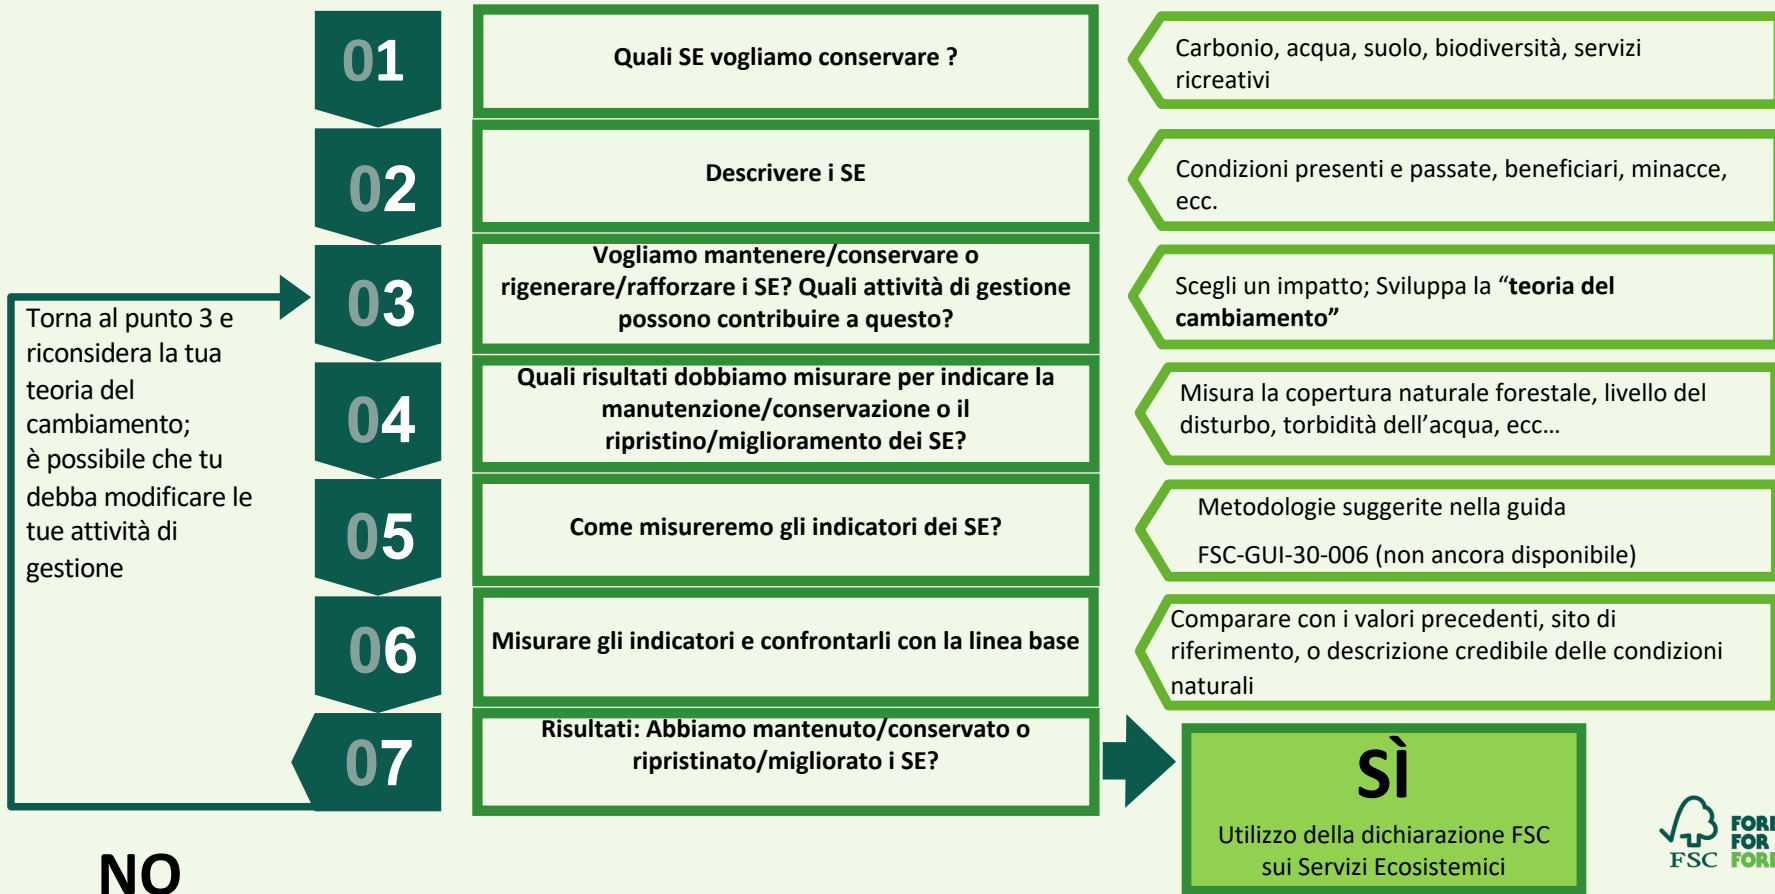 01
Quali SE vogliamo conservare ?
Carbonio, acqua, suolo, biodiversità, servizi
ricreativi
02
Descrivere i SE
Condizioni presenti e passate, beneficiari, minacce,
ecc.
03
Vogliamo mantenere/conservare o
rigenerare/rafforzare i SE? Quali attività di gestione
possono contribuire a questo?
Scegli un impatto; Sviluppa la “teoria del
cambiamento”
Torna al punto 3 e
riconsidera la tua
teoria del
cambiamento;
è possibile che tu
debba modificare le
tue attività di
gestione
04
Quali risultati dobbiamo misurare per indicare la
manutenzione/conservazione o il
ripristino/miglioramento dei SE?
Misura la copertura naturale forestale, livello del
disturbo, torbidità dell’acqua, ecc…
05
Come misureremo gli indicatori dei SE?
Metodologie suggerite nella guida
FSC-GUI-30-006 (non ancora disponibile)
06
Misurare gli indicatori e confrontarli con la linea base
Comparare con i valori precedenti, sito di
riferimento, o descrizione credibile delle condizioni
naturali
07
Risultati: Abbiamo mantenuto/conservato o
ripristinato/migliorato i SE?
SÌ
Utilizzo della dichiarazione FSC
sui Servizi Ecosistemici
NO
FSC
FOR